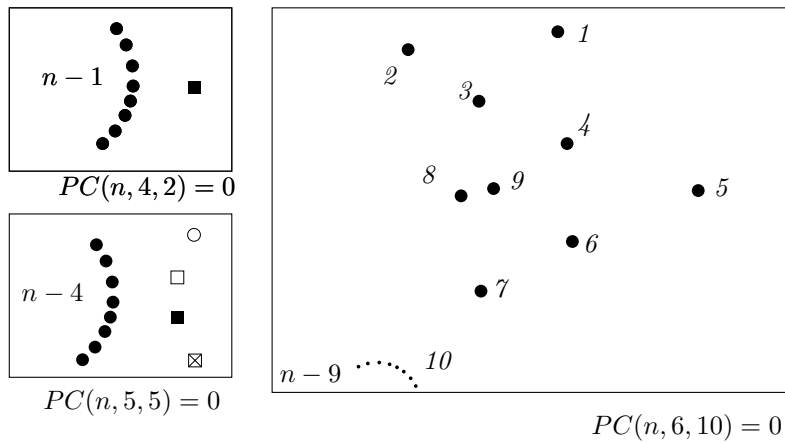 n − 1
PC(n, 4, 2) = 0
n − 4
PC(n, 5, 5) = 0
1
2
3
4
5
6
7
8
9
10
n − 9
PC(n, 6, 10) = 0